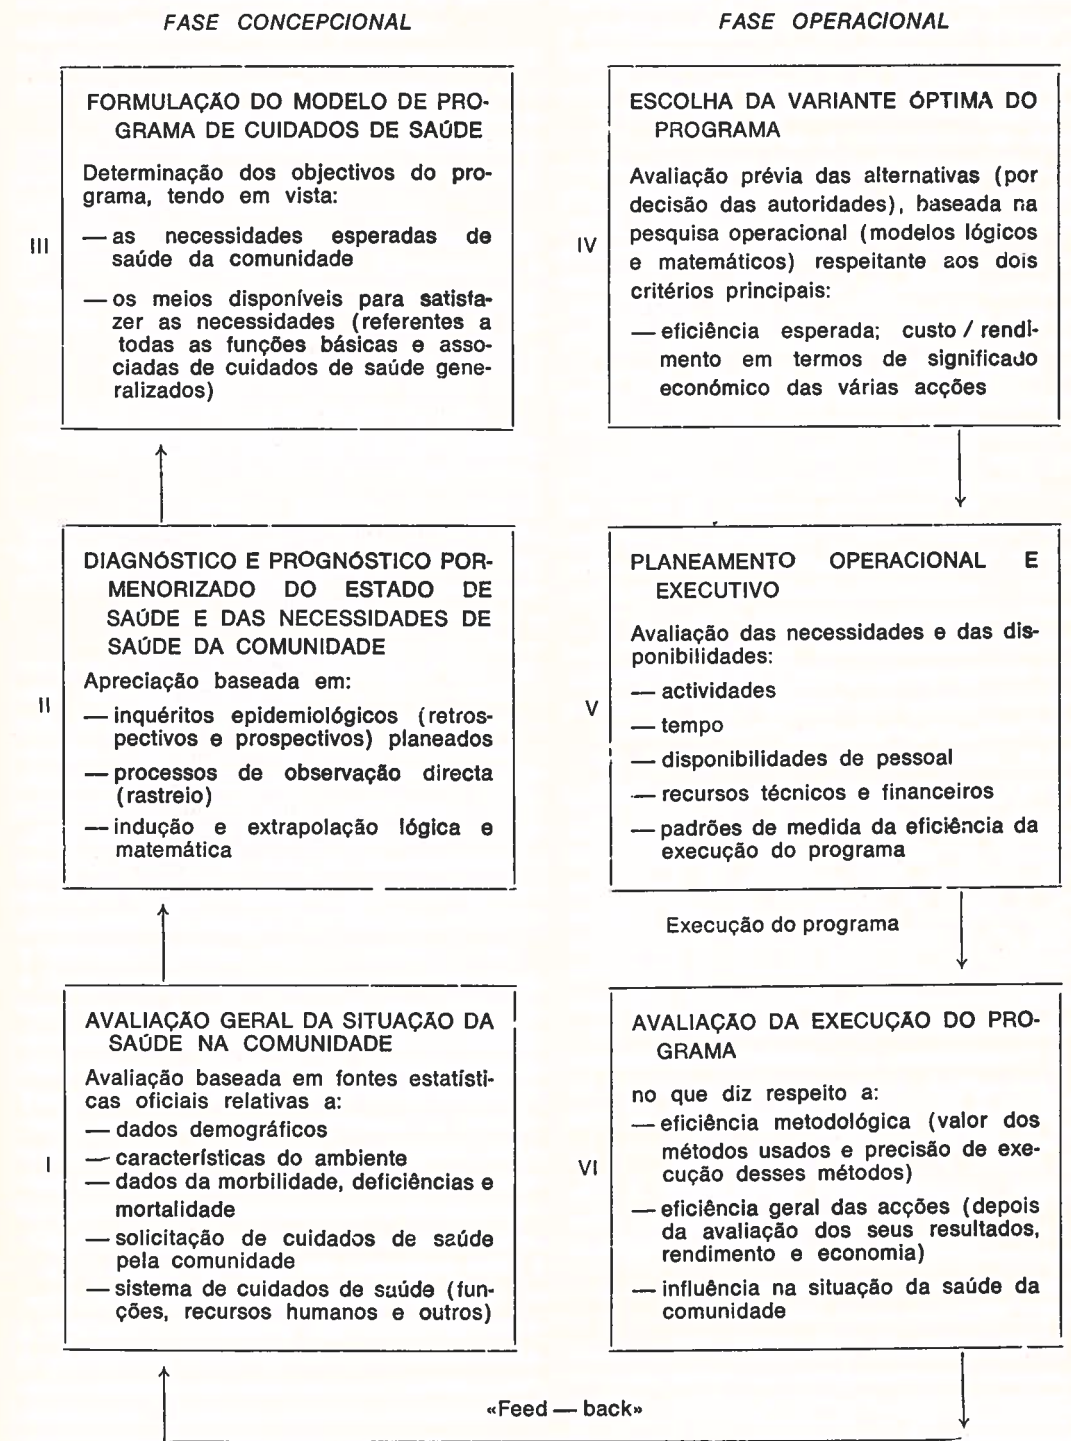 FASE CONCEPCIONAL
FORMULAÇÃO DO MODELO DE PRO-
GRAMA DE CUIDADOS DE SAÚDE
Determinação dos objectivos do pro-
grama, tendo em vista:
— as necessidades esperadas de
saúde da comunidade
— os meios disponíveis para satisfa-
zer as necessidades (referentes a
todas as funções básicas e asso-
ciadas de cuidados de saúde gene-
ralizados)
III
DIAGNÓSTICO E PROGNÓSTICO POR-
MENORIZADO DO ESTADO DE
SAÚDE E DAS NECESSIDADES DE
SAÚDE DA COMUNIDADE
Apreciação baseada em:
— inquéritos epidemiológicos (retros-
pectivos e prospectivos) planeados
— processos de observação directa
(rastreio)
— indução e extrapolação lógica e
matemática
II
AVALIAÇÃO GERAL DA SITUAÇÃO DA
SAÚDE NA COMUNIDADE
Avaliação baseada em fontes estatísti-
cas oficiais relativas a:
— dados demográficos
— características do ambiente
— dados da morbilidade, deficiências e
mortalidade
— solicitação de cuidados de saúde
pela comunidade
— sistema de cuidados de saúde (fun-
ções, recursos humanos e outros)
I
FASE OPERACIONAL
ESCOLHA DA VARIANTE ÓPTIMA DO
PROGRAMA
Avaliação prévia das alternativas (por
decisão das autoridades), baseada na
pesquisa operacional (modelos lógicos
e matemáticos) respeitante aos dois
critérios principais:
— eficiência esperada; custo / rendi-
mento em termos de significado
económico das várias acções
IV
PLANEAMENTO OPERACIONAL E
EXECUTIVO
Avaliação das necessidades e das dis-
ponibilidades:
— actividades
— tempo
— disponibilidades de pessoal
— recursos técnicos e financeiros
— padrões de medida da eficiência da
execução do programa
V
Execução do programa
AVALIAÇÃO DA EXECUÇÃO DO PRO-
GRAMA
no que diz respeito a:
— eficiência metodológica (valor dos
métodos usados e precisão de exe-
cução desses métodos)
— eficiência geral das acções (depois
da avaliação dos seus resultados,
rendimento e economia)
— influência na situação da saúde da
comunidade
VI
«Feed — back»